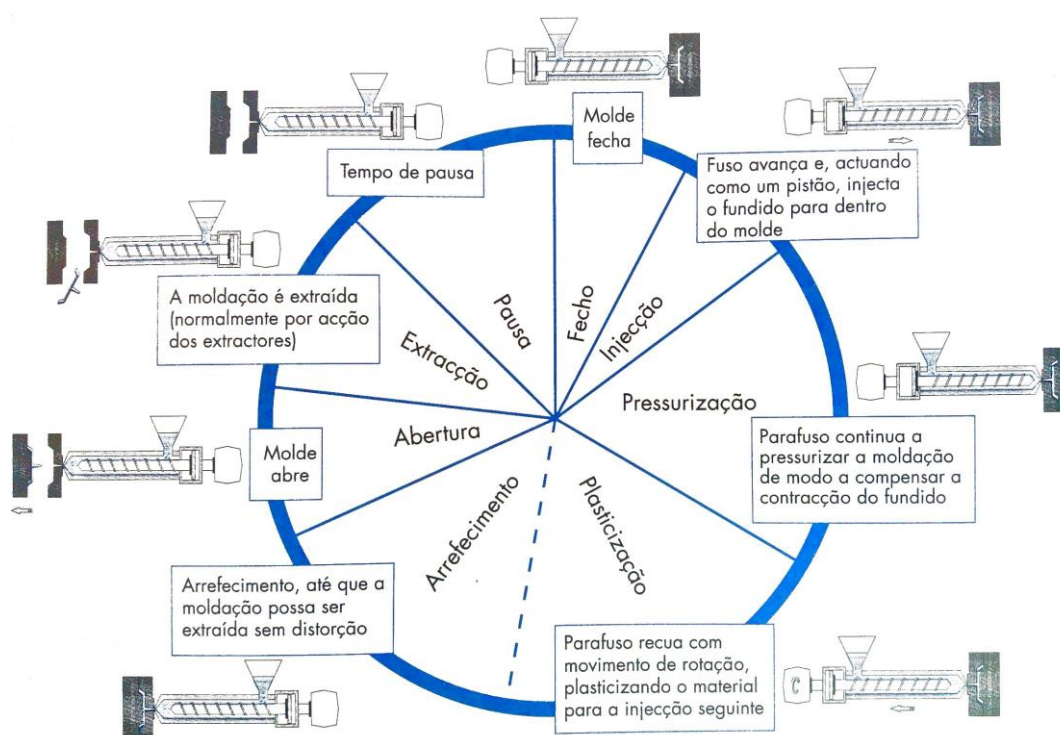 Molde
fecha
Fuso avança e, actuando
como um pistão, injecta
o fundido para dentro
do molde
Tempo de pausa
A moldação é extraída
(normalmente por acção
dos extractores)
Pausa
Fecho
Injecção
Extracção
Pressurização
Abertura
Molde
abre
Parafuso continua a
pressurizar a moldação
de modo a compensar a
contracção do fundido
Arrefecimento
Plasticização
Arrefecimento, até que a
moldação possa ser
extraída sem distorção
Parafuso recua com
movimento de rotação,
plasticizando o material
para a injecção seguinte